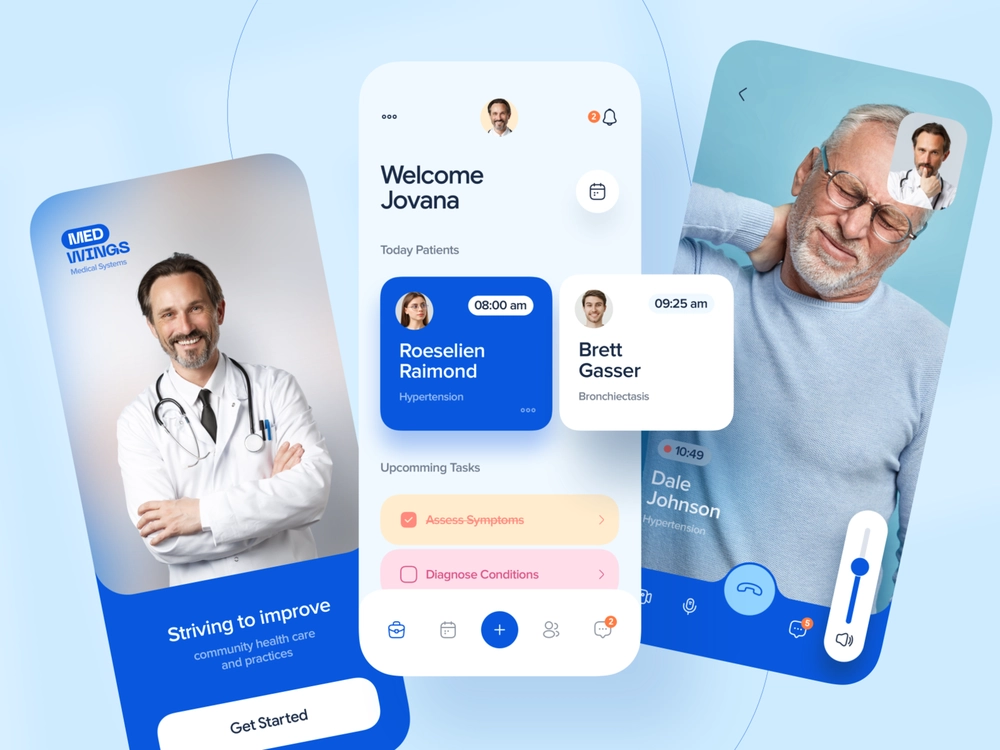 MED
WINGS
Medical Systems
Striving to improve
community health care
and practices
Get Started
2
Welcome
Jovana
Today Patients
08:00 am
Roeselien
Raimond
Hypertension
09:25 am
Brett
Gasser
Bronchiectasis
Upcomming Tasks
Assess Symptoms
Diagnose Conditions
2
10:49
Dale
Johnson
Hypertension
5